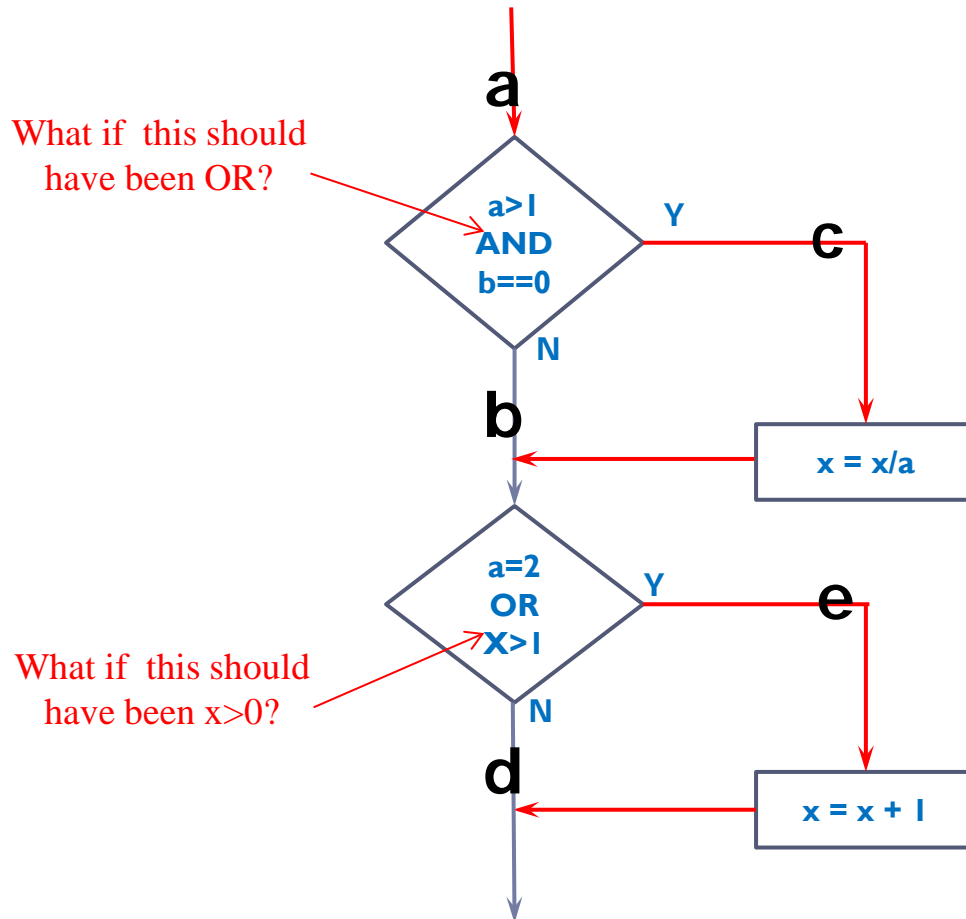 a
What if this should
have been OR?
a>1
AND
b==0
Y
c
N
b
x = x/a
a=2
OR
X>1
Y
e
What if this should
have been x>0?
N
d
x = x + 1